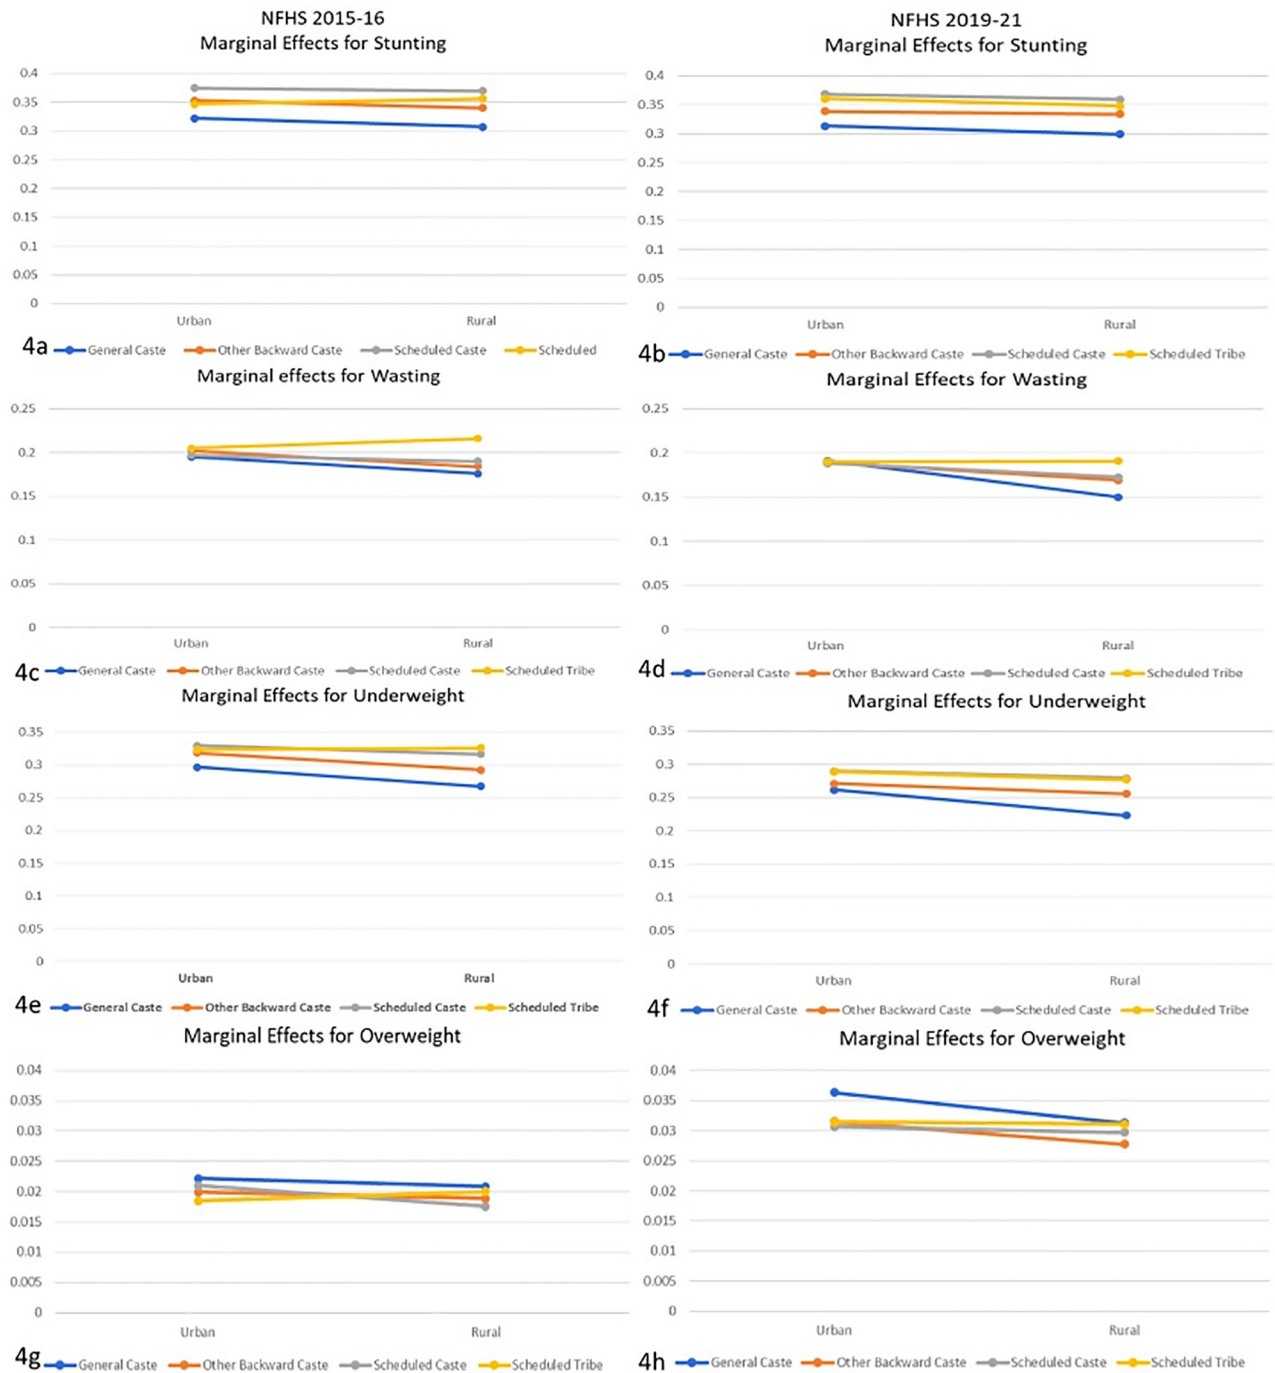 NFHS 2015-16
Marginal Effects for Stunting
0.4
0.35
0.3
0.25
0.2
0.15
0.1
0.05
0
Urban Rural
4a General Caste Other Backward Caste Scheduled Caste Scheduled
NFHS 2019-21
Marginal Effects for Stunting
0.4
0.35
0.3
0.25
0.2
0.15
0.1
0.05
0
Urban Rural
4b General Caste Other Backward Caste Scheduled Caste Scheduled Tribe
Marginal effects for Wasting
0.25
0.2
0.15
0.1
0.05
0
Urban Rural
4c General Caste Other Backward Caste Scheduled Caste Scheduled Tribe
Marginal Effects for Wasting
0.25
0.2
0.15
0.1
0.05
0
Urban Rural
4d General Caste Other Backward Caste Scheduled Caste Scheduled Tribe
Marginal Effects for Underweight
0.35
0.3
0.25
0.2
0.15
0.1
0.05
0
Urban Rural
4e General Caste Other Backward Caste Scheduled Caste Scheduled Tribe
Marginal Effects for Underweight
0.35
0.3
0.25
0.2
0.15
0.1
0.05
0
Urban Rural
4f General Caste Other Backward Caste Scheduled Caste Scheduled Tribe
Marginal Effects for Overweight
0.04
0.035
0.03
0.025
0.02
0.015
0.01
0.005
0
Urban Rural
4g General Caste Other Backward Caste Scheduled Caste Scheduled Tribe
Marginal Effects for Overweight
0.04
0.035
0.03
0.025
0.02
0.015
0.01
0.005
0
Urban Rural
4h General Caste Other Backward Caste Scheduled Caste Scheduled Tribe